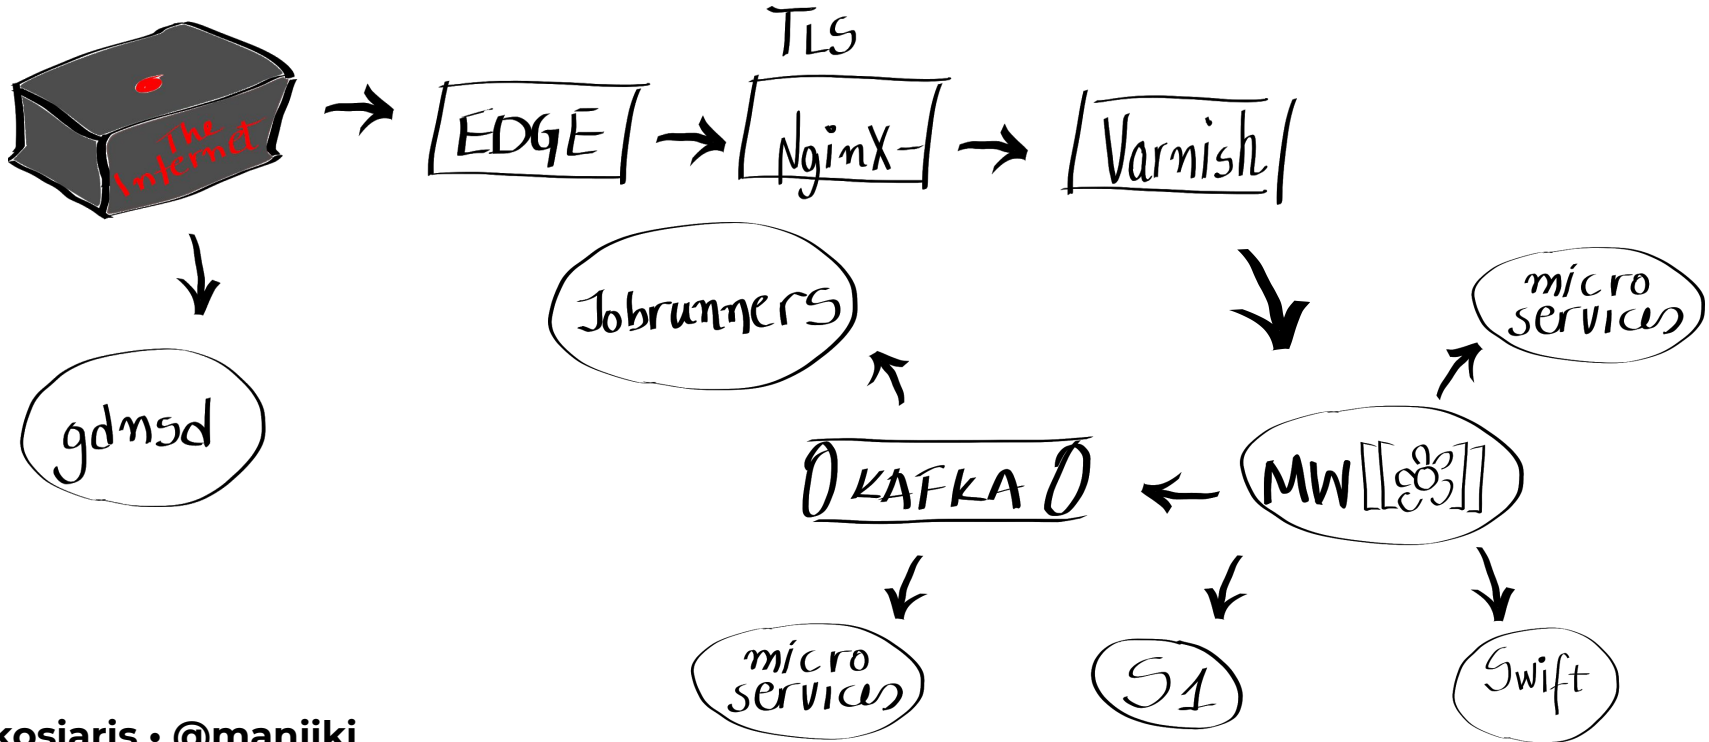 TLS
The
Internet
EDGE
NginX-
Varnish
Jobrunners
micro
services
gdnsd
KAFKA
MW[[ ]]
micro
services
S1
Swift
kosiaris • @manjiki